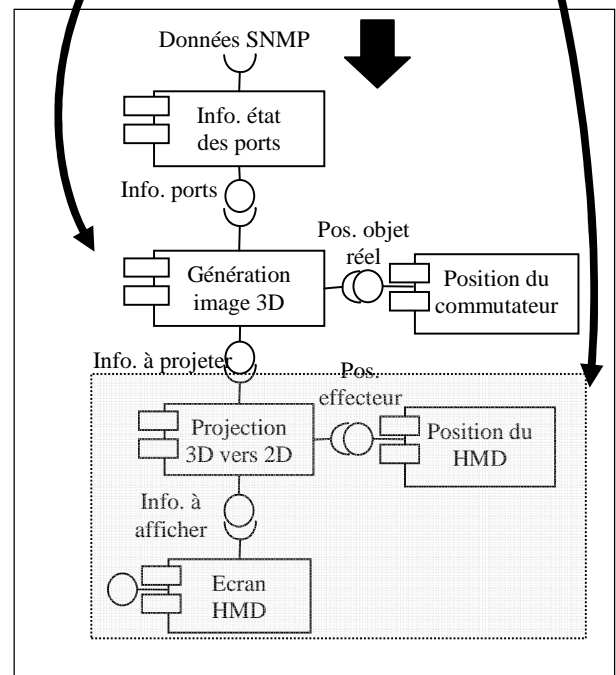 Données SNMP
Info. état
des ports
Info. ports
Pos. objet
réel
Génération
image 3D
Position du
commutateur
Info. à projeter
Pos.
effecteur
Projection
3D vers 2D
Position du
HMD
Info. à
afficher
Ecran
HMD